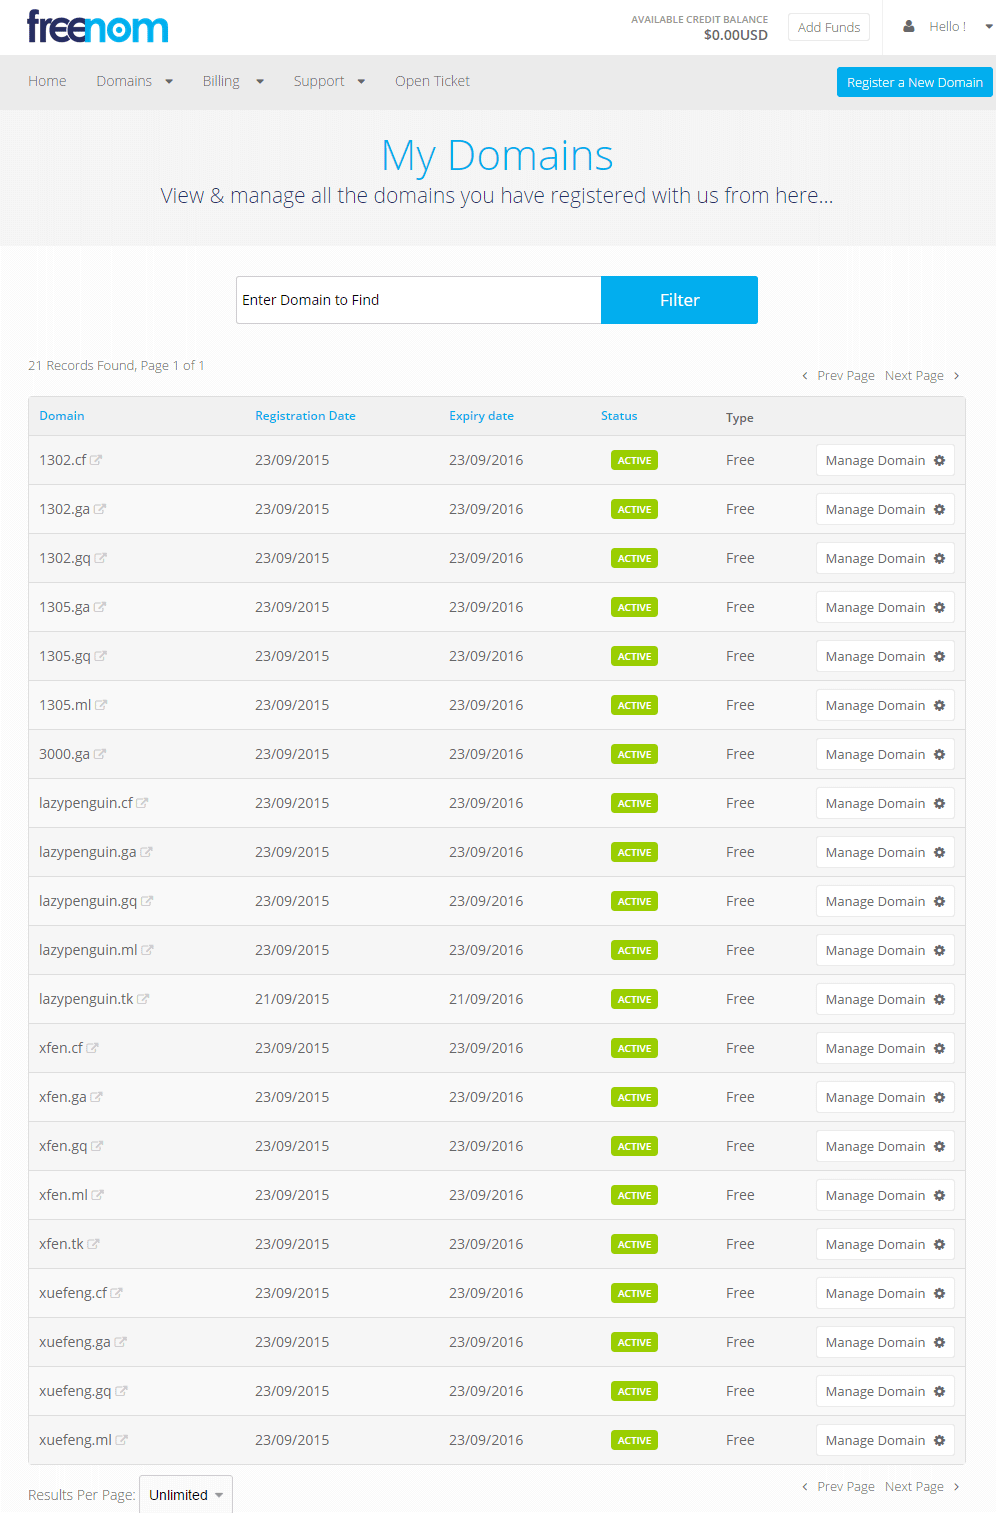 freenom
AVAILABLE CREDIT BALANCE
$0.00USD
Add Funds
Hello !
Home Domains Billing Support Open Ticket Register a New Domain
My Domains
View & manage all the domains you have registered with us from here...
Enter Domain to Find Filter
21 Records Found, Page 1 of 1
Prev Page Next Page
Domain Registration Date Expiry date Status Type
1302.cf 23/09/2015 23/09/2016 ACTIVE Free Manage Domain
1302.ga 23/09/2015 23/09/2016 ACTIVE Free Manage Domain
1302.gq 23/09/2015 23/09/2016 ACTIVE Free Manage Domain
1305.ga 23/09/2015 23/09/2016 ACTIVE Free Manage Domain
1305.gq 23/09/2015 23/09/2016 ACTIVE Free Manage Domain
1305.ml 23/09/2015 23/09/2016 ACTIVE Free Manage Domain
3000.ga 23/09/2015 23/09/2016 ACTIVE Free Manage Domain
lazypenguin.cf 23/09/2015 23/09/2016 ACTIVE Free Manage Domain
lazypenguin.ga 23/09/2015 23/09/2016 ACTIVE Free Manage Domain
lazypenguin.gq 23/09/2015 23/09/2016 ACTIVE Free Manage Domain
lazypenguin.ml 23/09/2015 23/09/2016 ACTIVE Free Manage Domain
lazypenguin.tk 21/09/2015 21/09/2016 ACTIVE Free Manage Domain
xfen.cf 23/09/2015 23/09/2016 ACTIVE Free Manage Domain
xfen.ga 23/09/2015 23/09/2016 ACTIVE Free Manage Domain
xfen.gq 23/09/2015 23/09/2016 ACTIVE Free Manage Domain
xfen.ml 23/09/2015 23/09/2016 ACTIVE Free Manage Domain
xfen.tk 23/09/2015 23/09/2016 ACTIVE Free Manage Domain
xuefeng.cf 23/09/2015 23/09/2016 ACTIVE Free Manage Domain
xuefeng.ga 23/09/2015 23/09/2016 ACTIVE Free Manage Domain
xuefeng.gq 23/09/2015 23/09/2016 ACTIVE Free Manage Domain
xuefeng.ml 23/09/2015 23/09/2016 ACTIVE Free Manage Domain
Prev Page Next Page
Results Per Page: Unlimited